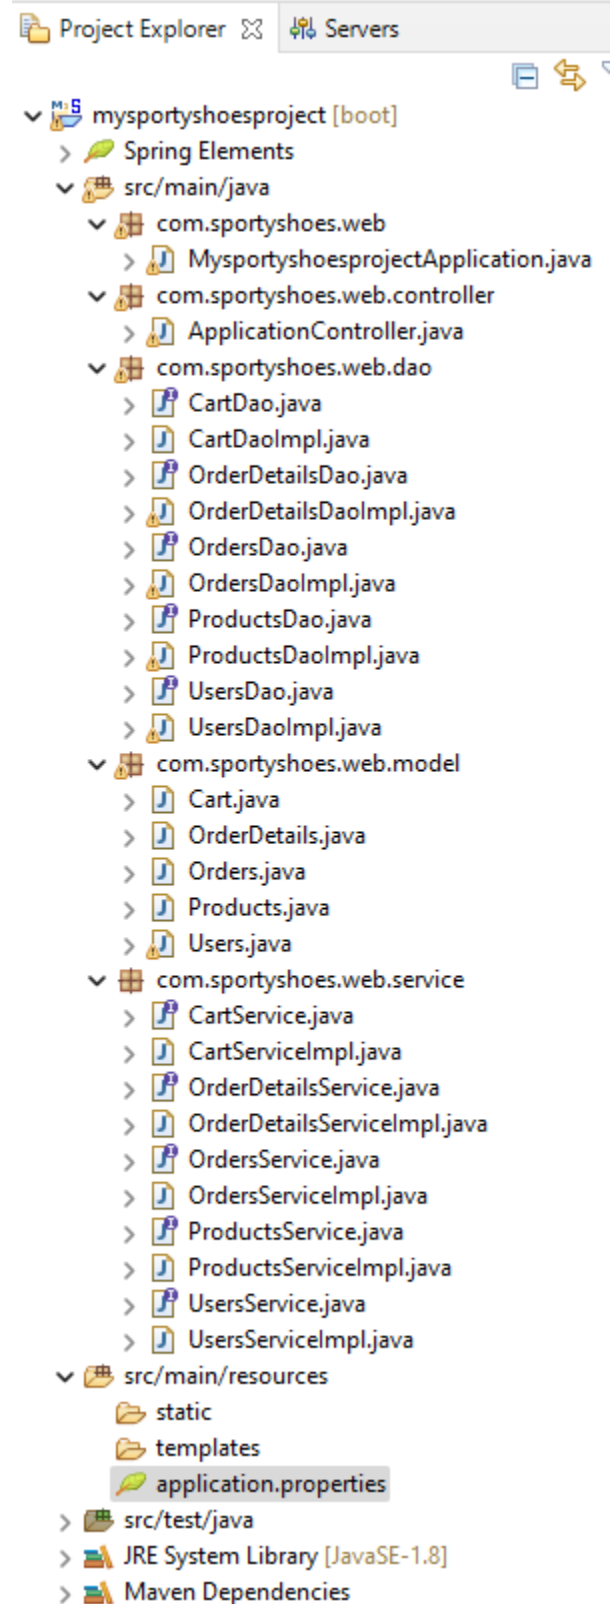 Project Explorer Servers
mysportyshoesproject [boot]
Spring Elements
src/main/java
com.sportyshoes.web
MysportyshoesprojectApplication.java
com.sportyshoes.web.controller
ApplicationController.java
com.sportyshoes.web.dao
CartDao.java
CartDaoImpl.java
OrderDetailsDao.java
OrderDetailsDaoImpl.java
OrdersDao.java
OrdersDaoImpl.java
ProductsDao.java
ProductsDaoImpl.java
UsersDao.java
UsersDaoImpl.java
com.sportyshoes.web.model
Cart.java
OrderDetails.java
Orders.java
Products.java
Users.java
com.sportyshoes.web.service
CartService.java
CartServiceImpl.java
OrderDetailsService.java
OrderDetailsServiceImpl.java
OrdersService.java
OrdersServiceImpl.java
ProductsService.java
ProductsServiceImpl.java
UsersService.java
UsersServiceImpl.java
src/main/resources
static
templates
application.properties
src/test/java
JRE System Library [JavaSE-1.8]
Maven Dependencies